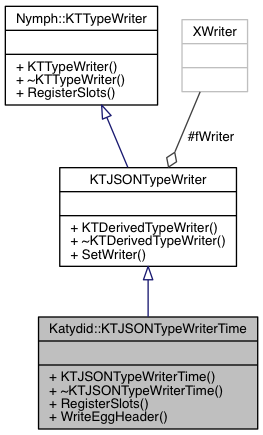 Nymph::KTTypeWriter
+ KTTypeWriter()
+ ~KTTypeWriter()
+ RegisterSlots()
XWriter
#fWriter
KTJSONTypeWriter
+ KTDerivedTypeWriter()
+ ~KTDerivedTypeWriter()
+ SetWriter()
Katydid::KTJSONTypeWriterTime
+ KTJSONTypeWriterTime()
+ ~KTJSONTypeWriterTime()
+ RegisterSlots()
+ WriteEggHeader()